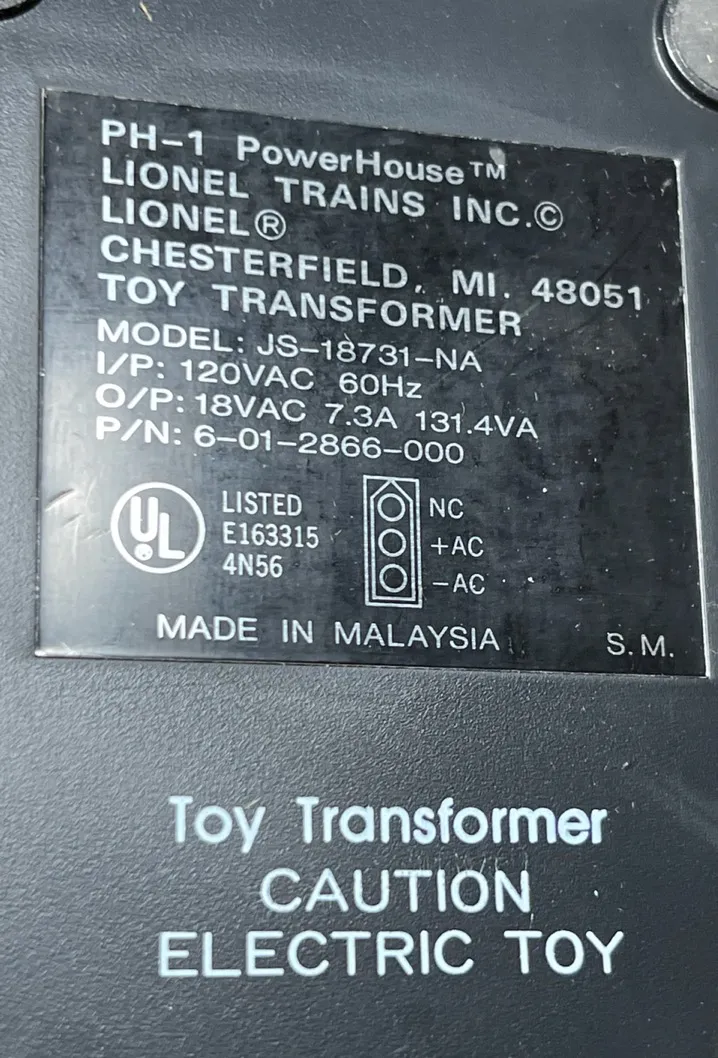 PH-1 PowerHouse™
LIONEL TRAINS INC.©
LIONEL®
CHESTERFIELD, MI. 48051
TOY TRANSFORMER
MODEL: JS-18731-NA
I/P: 120VAC 60Hz
O/P: 18VAC 7.3A 131.4VA
P/N: 6-01-2866-000
UL
LISTED
E163315
4N56
NC
+AC
-AC
MADE IN MALAYSIA
S.M.
Toy Transformer
CAUTION
ELECTRIC TOY